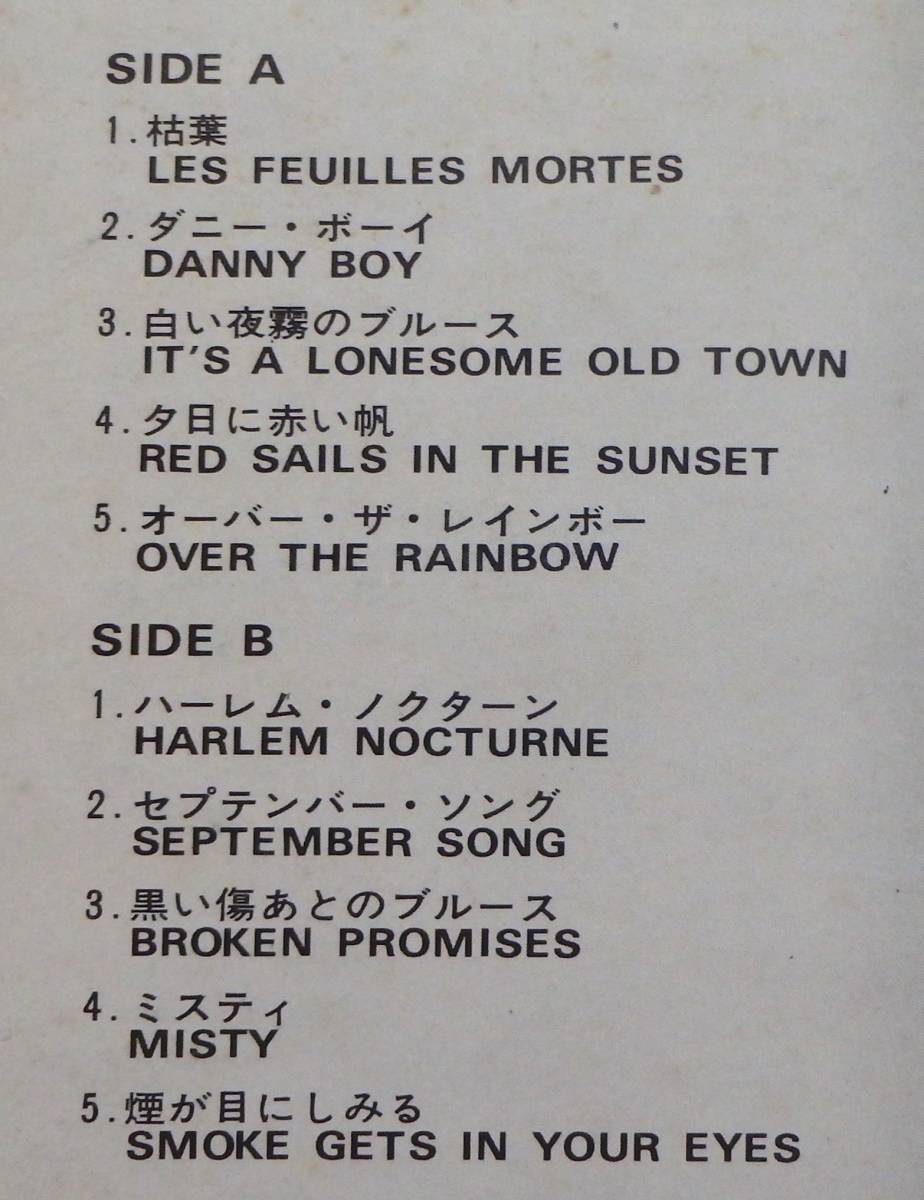 SIDE A
1.枯葉
LES FEUILLES MORTES
2.ダニー・ボーイ
DANNY BOY
3.白い夜霧のブルース
IT'S A LONESOME OLD TOWN
4.夕日に赤い帆
RED SAILS IN THE SUNSET
5.オーバー・ザ・レインボー
OVER THE RAINBOW
SIDE B
1.ハーレム・ノクターン
HARLEM NOCTURNE
2.セプテンバー・ソング
SEPTEMBER SONG
3.黒い傷あとのブルース
BROKEN PROMISES
4.ミスティ
MISTY
5.煙が目にしみる
SMOKE GETS IN YOUR EYES